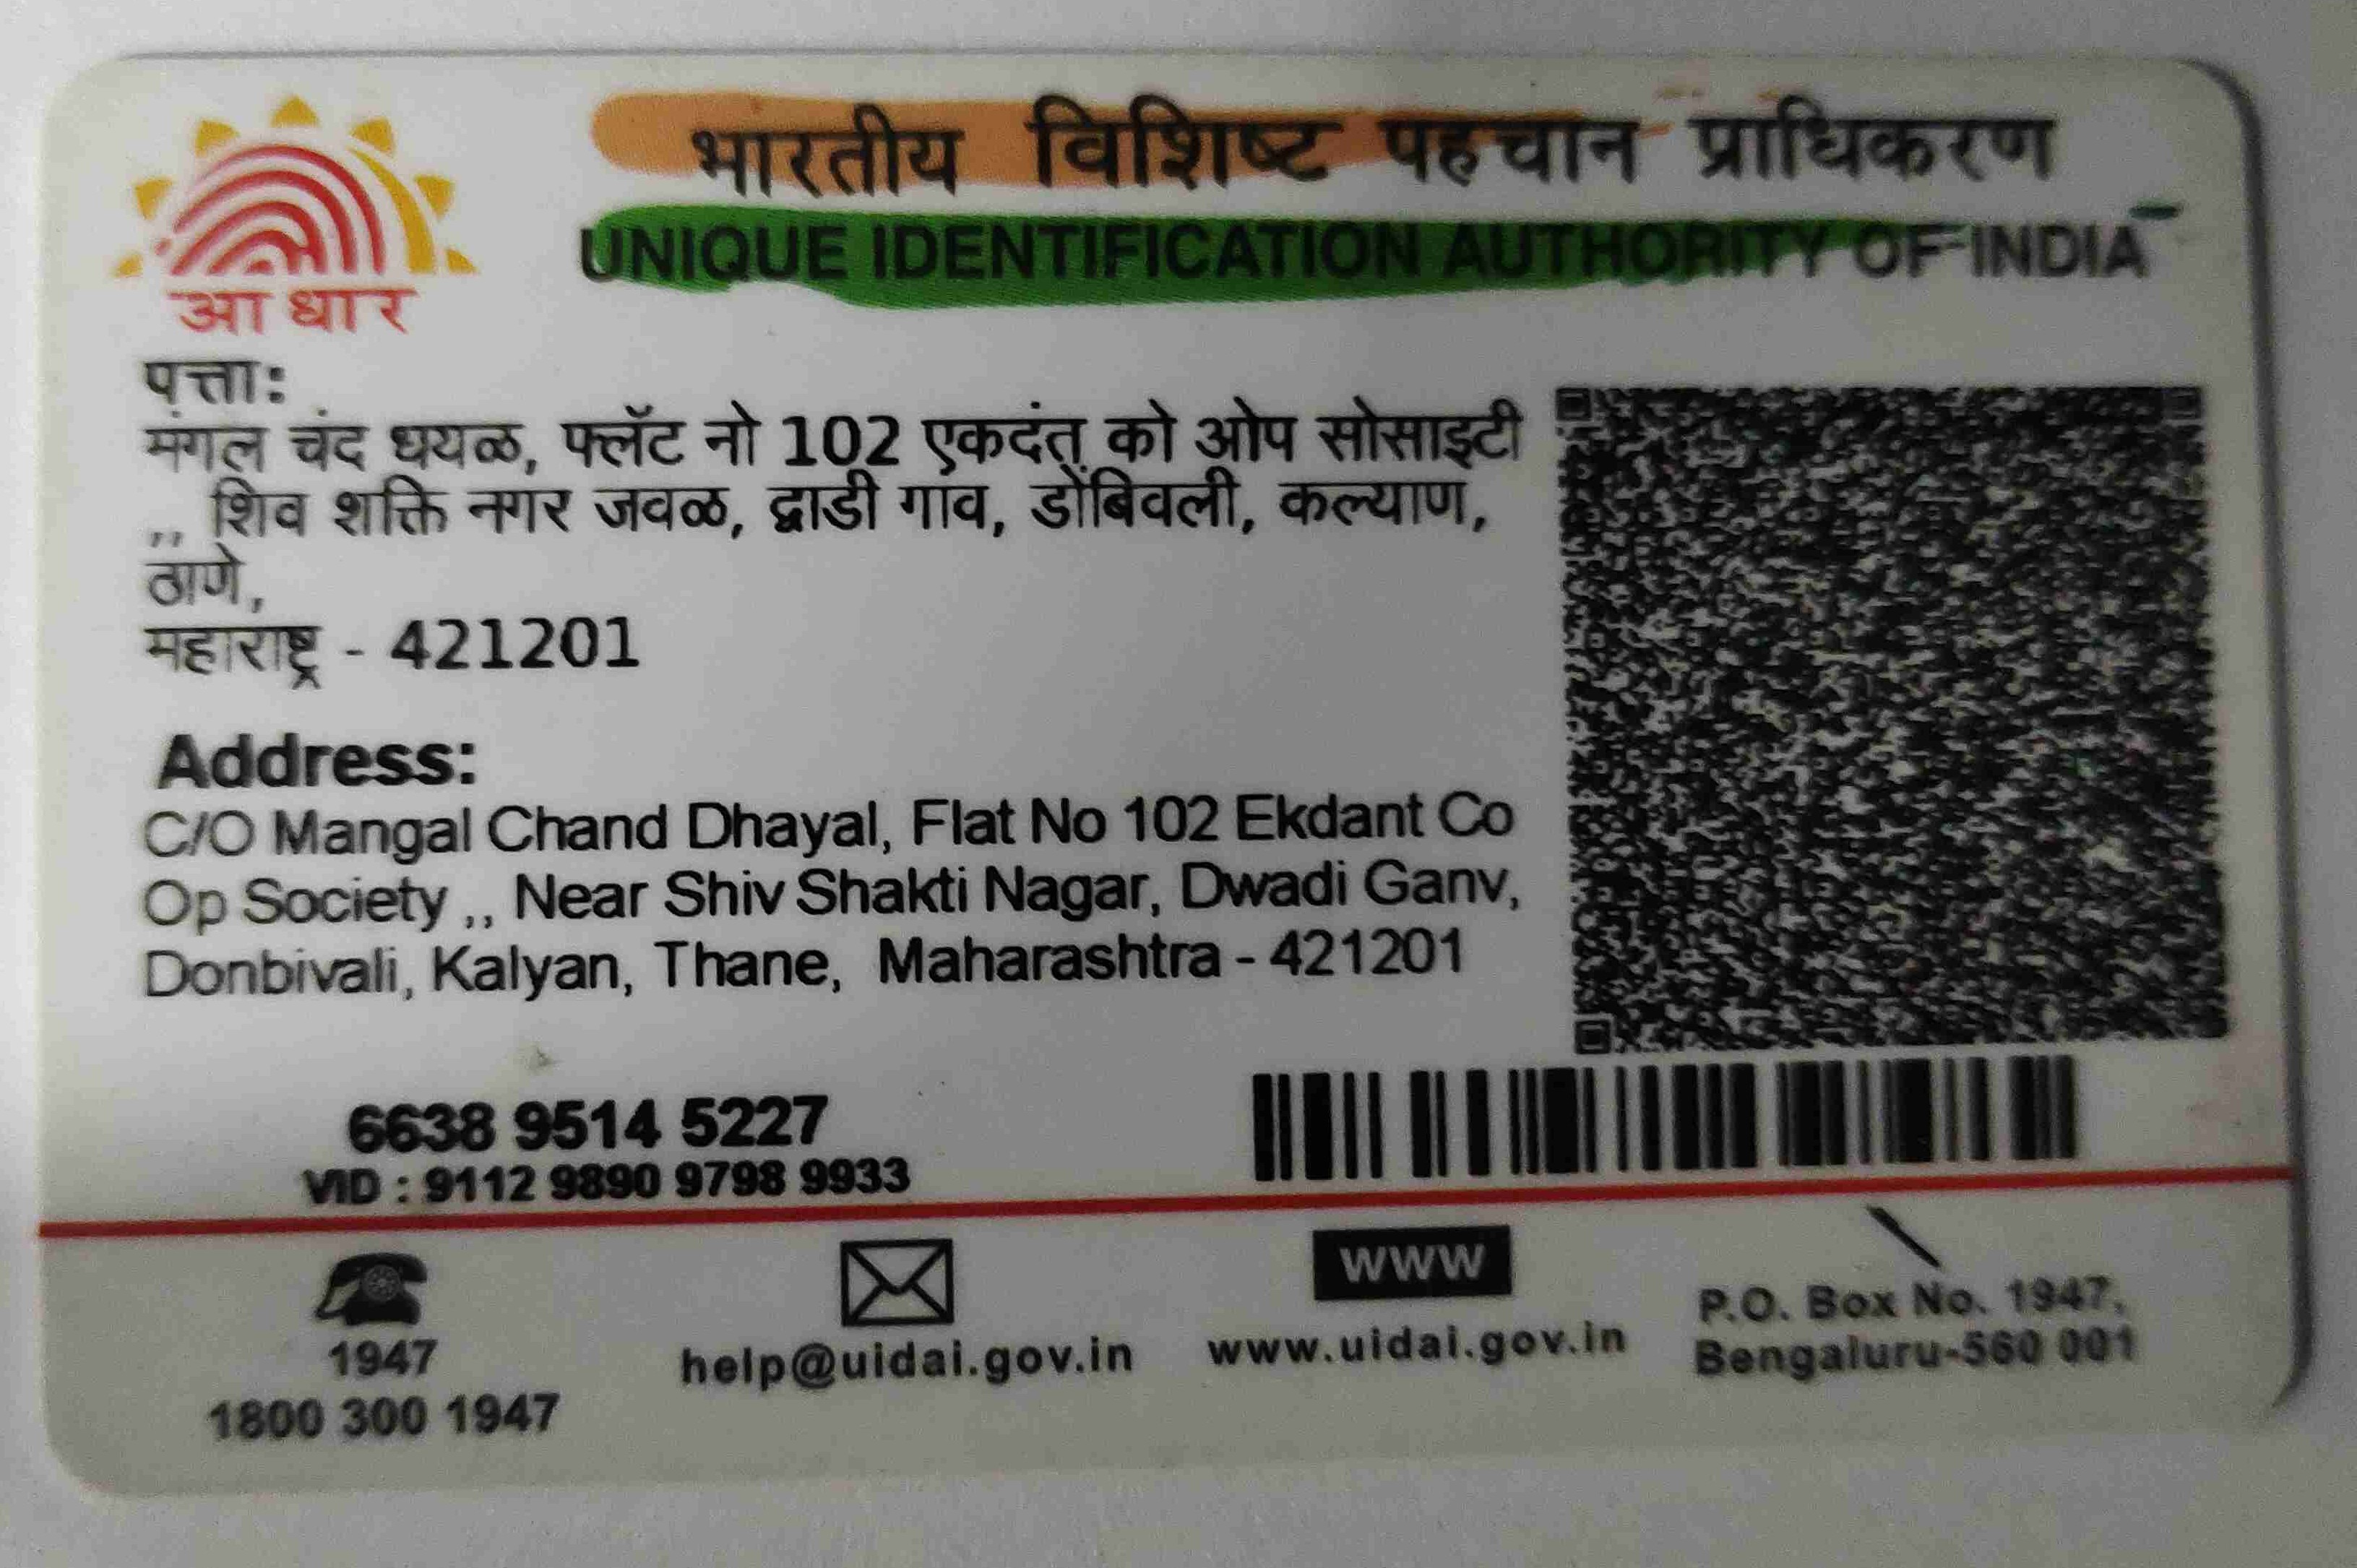 आधार
भारतीय विशिष्ट पहचान प्राधिकरण
UNIQUE IDENTIFICATION AUTHORITY OF INDIA
पत्ता:
मंगल चंद धयळ, फ्लॅट नो 102 एकदंत को ओप सोसाइटी
,, शिव शक्ति नगर जवळ, द्वाडी गांव, डोंबिवली, कल्याण,
ठाणे,
महाराष्ट्र - 421201
Address:
C/O Mangal Chand Dhayal, Flat No 102 Ekdant Co
Op Society ,, Near Shiv Shakti Nagar, Dwadi Ganv,
Donbivali, Kalyan, Thane, Maharashtra - 421201
6638 9514 5227
VID : 9112 9890 9798 9933
1947
1800 300 1947
help@uidai.gov.in
www
www.uidai.gov.in
P.O. Box No. 1947,
Bengaluru-560 001